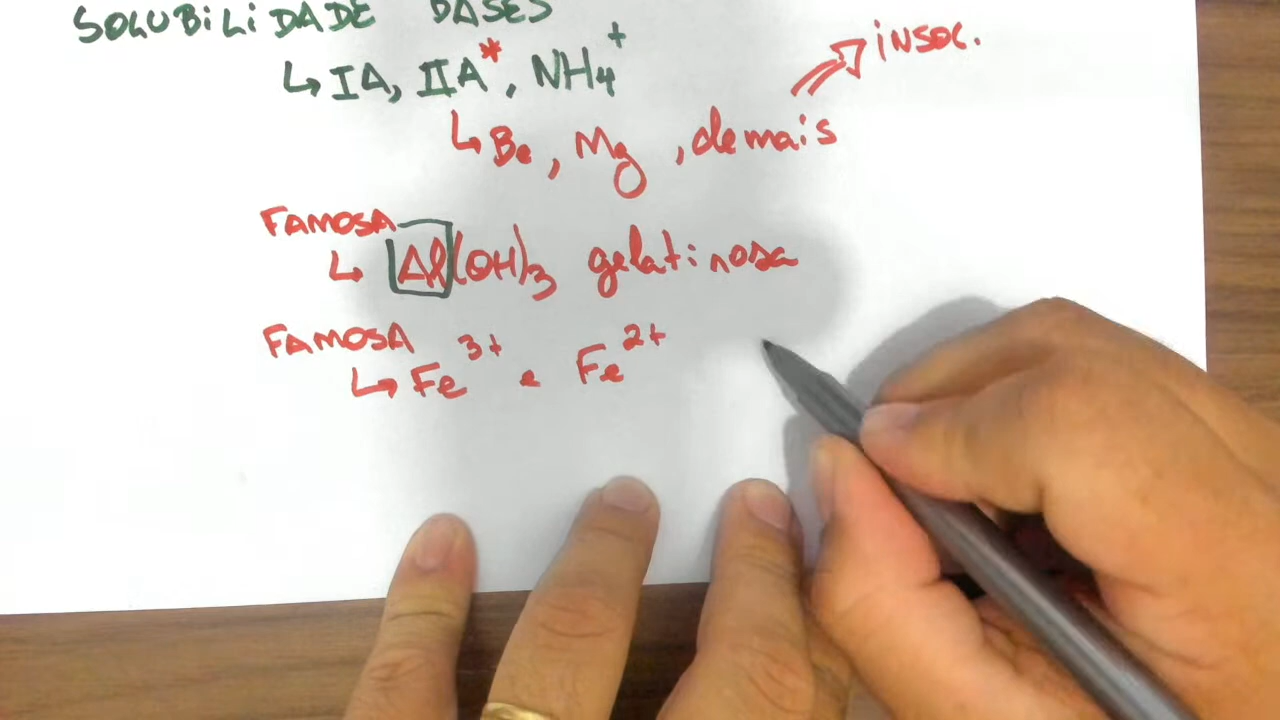 SOLUBILIDADE BASES
↳ IA, IIA*, NH4+
↳ Be, Mg, demais ⇒ insol.
FAMOSA
↳ Al(OH)3 gelatinosa
FAMOSA
↳ Fe3+ e Fe2+